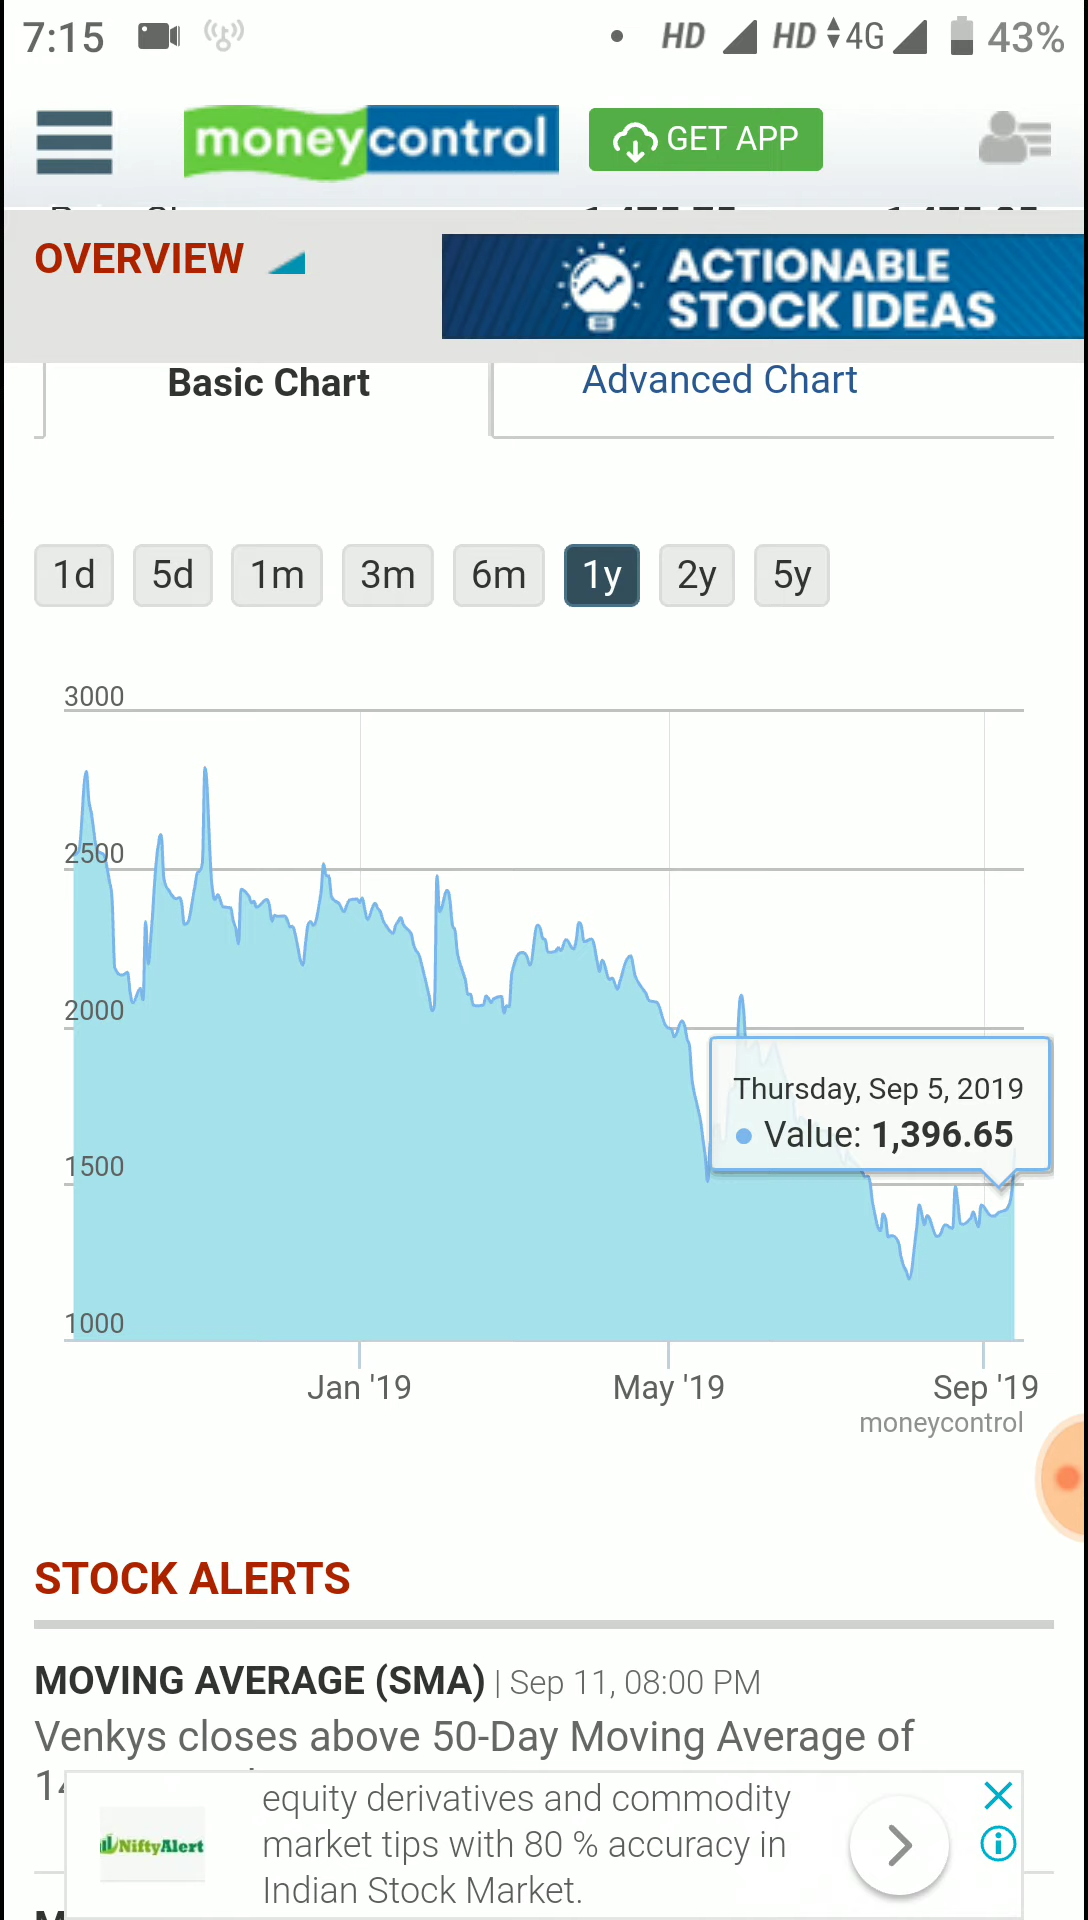 7:15 HD HD 4G 43%
moneycontrol GET APP
OVERVIEW
ACTIONABLE
STOCK IDEAS
Basic Chart Advanced Chart
1d 5d 1m 3m 6m 1y 2y 5y
3000
2500
2000
Thursday, Sep 5, 2019
Value: 1,396.65
1500
1000
Jan '19 May '19 Sep '19
moneycontrol
STOCK ALERTS
MOVING AVERAGE (SMA) | Sep 11, 08:00 PM
Venkys closes above 50-Day Moving Average of
equity derivatives and commodity
NiftyAlert market tips with 80 % accuracy in
Indian Stock Market.